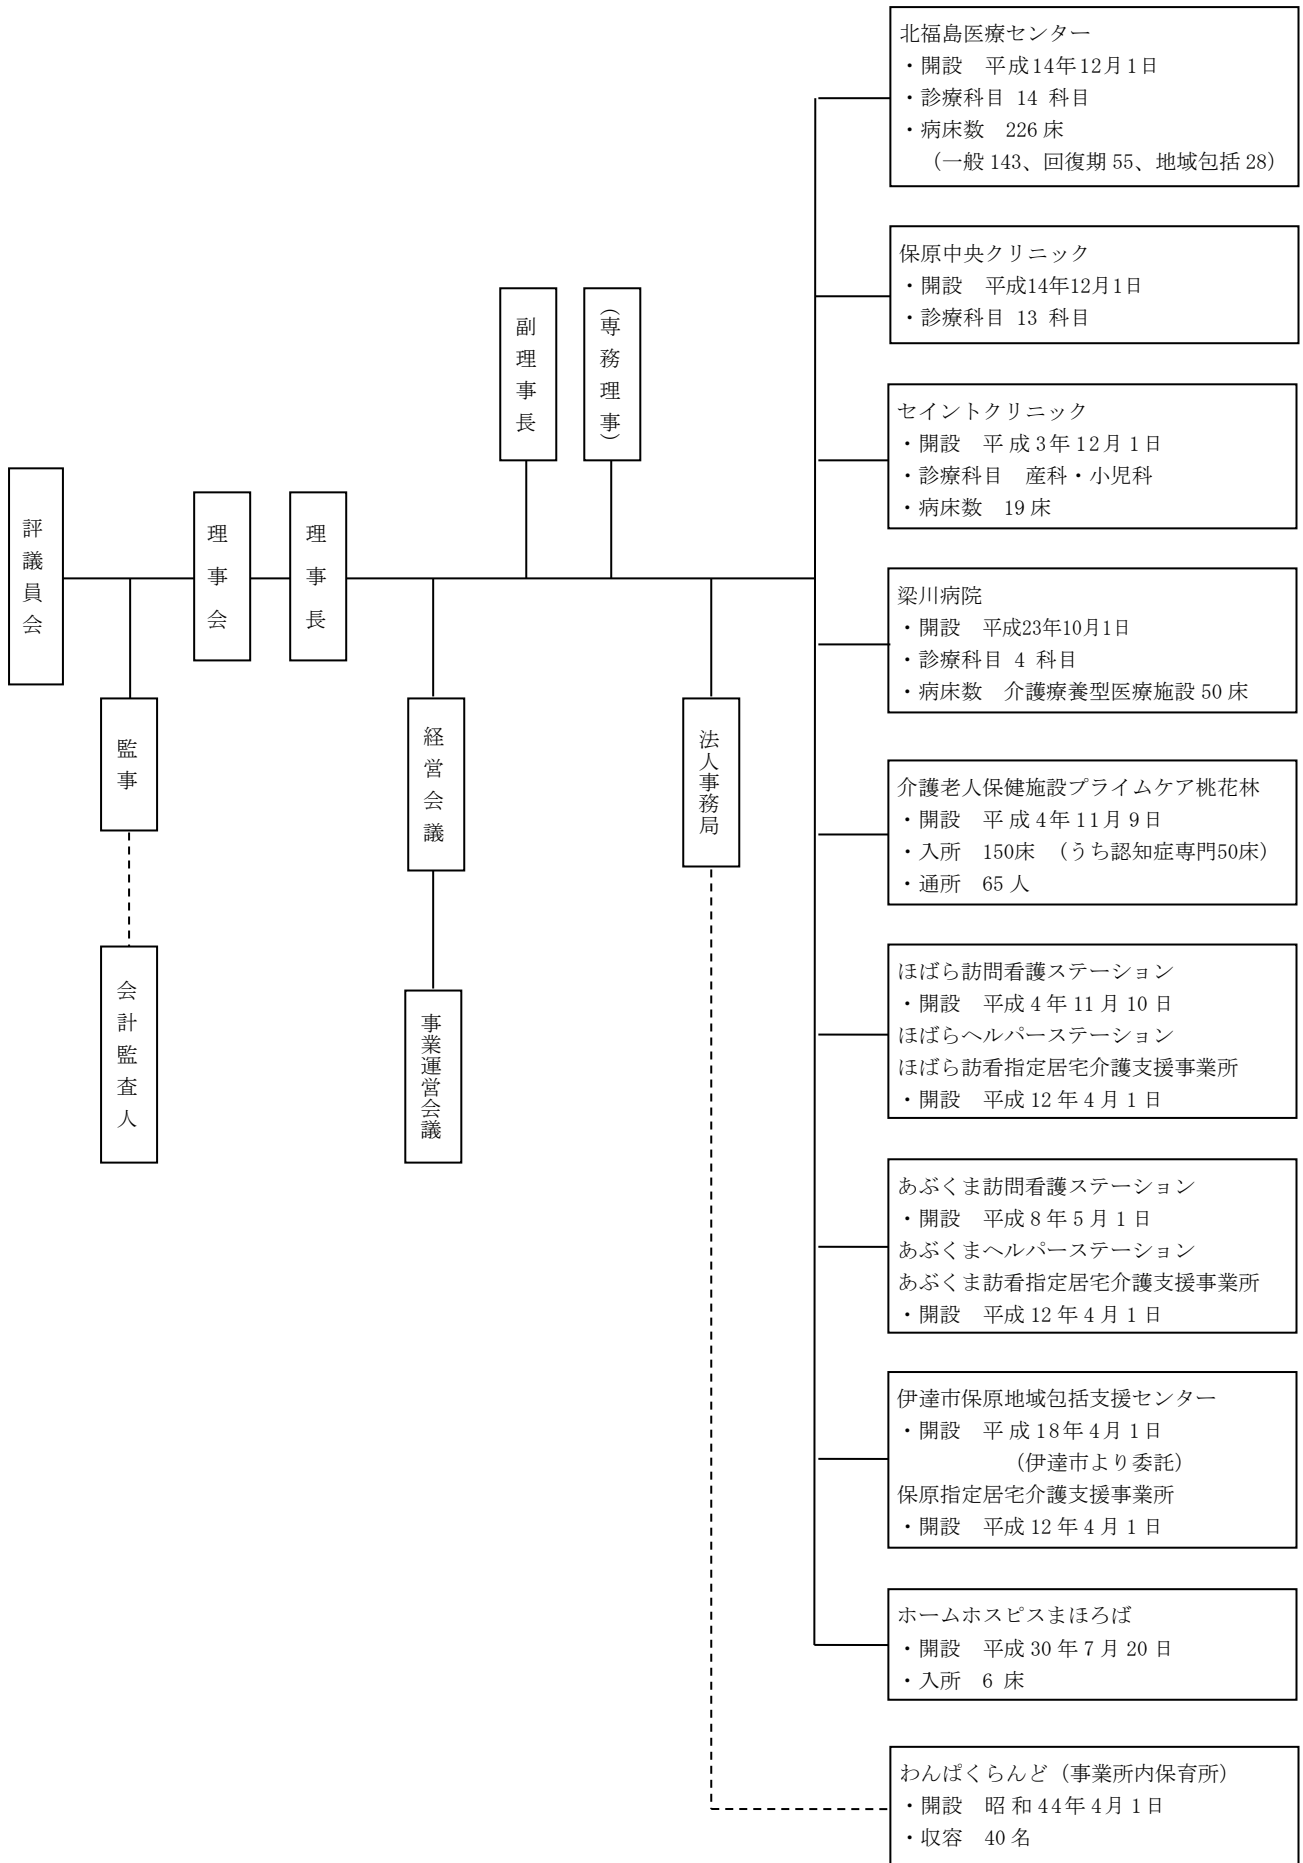 評議員会
監事
会計監査人
理事会
理事長
経営会議
事業運営会議
副理事長
（専務理事）
法人事務局
北福島医療センター
・開設　平成14年12月1日
・診療科目 14 科目
・病床数　226 床
（一般 143、回復期 55、地域包括 28）
保原中央クリニック
・開設　平成14年12月1日
・診療科目 13 科目
セイントクリニック
・開設　平成 3年12月 1日
・診療科目　産科・小児科
・病床数　19 床
梁川病院
・開設　平成23年10月1日
・診療科目 4 科目
・病床数　介護療養型医療施設 50 床
介護老人保健施設プライムケア桃花林
・開設　平成 4年11月 9日
・入所　150床　（うち認知症専門50床）
・通所　65 人
ほばら訪問看護ステーション
・開設　平成 4 年 11 月 10 日
ほばらヘルパーステーション
ほばら訪看指定居宅介護支援事業所
・開設　平成 12 年 4 月 1 日
あぶくま訪問看護ステーション
・開設　平成 8 年 5 月 1 日
あぶくまヘルパーステーション
あぶくま訪看指定居宅介護支援事業所
・開設　平成 12 年 4 月 1 日
伊達市保原地域包括支援センター
・開設　平成 18年 4月 1日
（伊達市より委託）
保原指定居宅介護支援事業所
・開設　平成 12 年 4 月 1 日
ホームホスピスまほろば
・開設　平成 30 年 7 月 20 日
・入所　6 床
わんぱくらんど（事業所内保育所）
・開設　昭和 44年 4月 1日
・収容　40 名